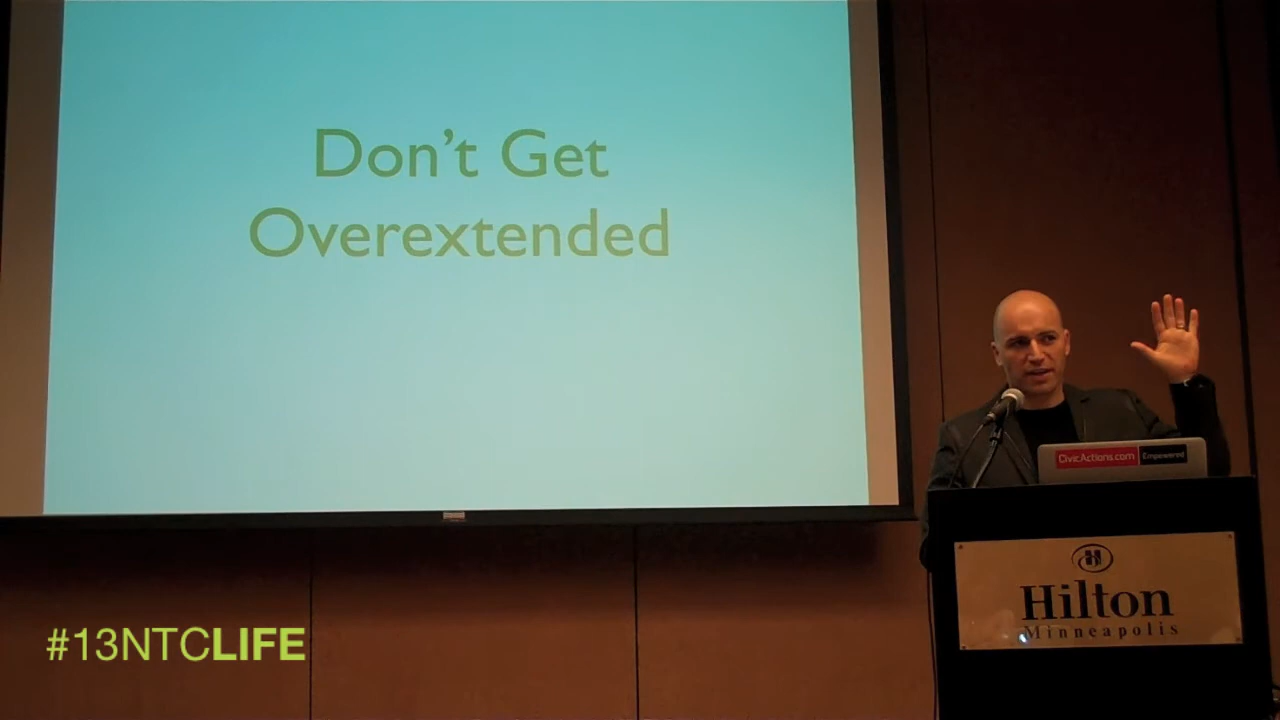 Don't Get
Overextended
CivicActions.com Empowered
Hilton
Minneapolis
#13NTCLIFE